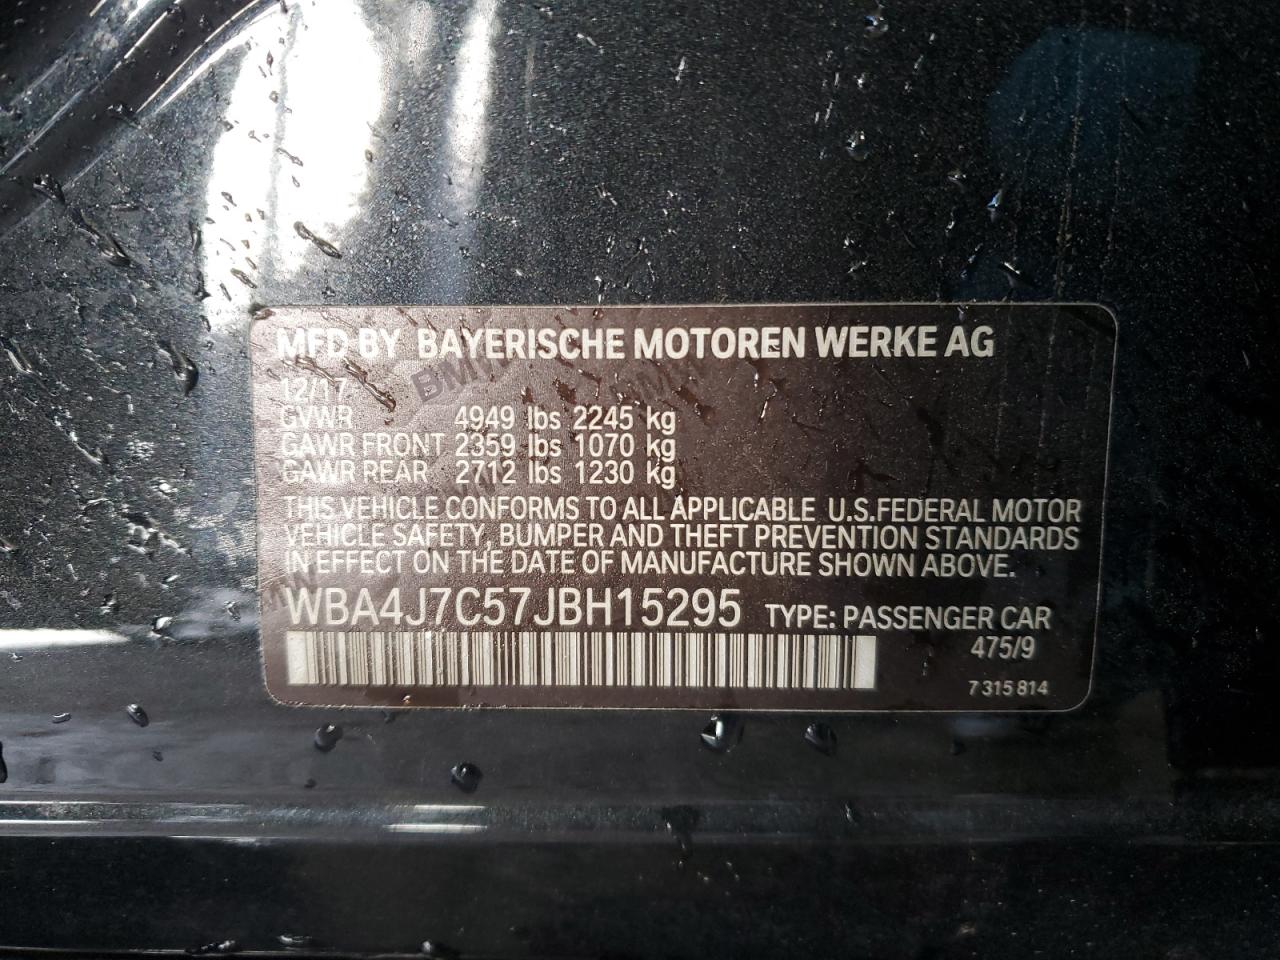 MFD BY BAYERISCHE MOTOREN WERKE AG
12/17
GVWR 4949 lbs 2245 kg
GAWR FRONT 2359 lbs 1070 kg
GAWR REAR 2712 lbs 1230 kg
THIS VEHICLE CONFORMS TO ALL APPLICABLE U.S.FEDERAL MOTOR
VEHICLE SAFETY, BUMPER AND THEFT PREVENTION STANDARDS
IN EFFECT ON THE DATE OF MANUFACTURE SHOWN ABOVE.
WBA4J7C57JBH15295 TYPE: PASSENGER CAR
475/9
7 315 814